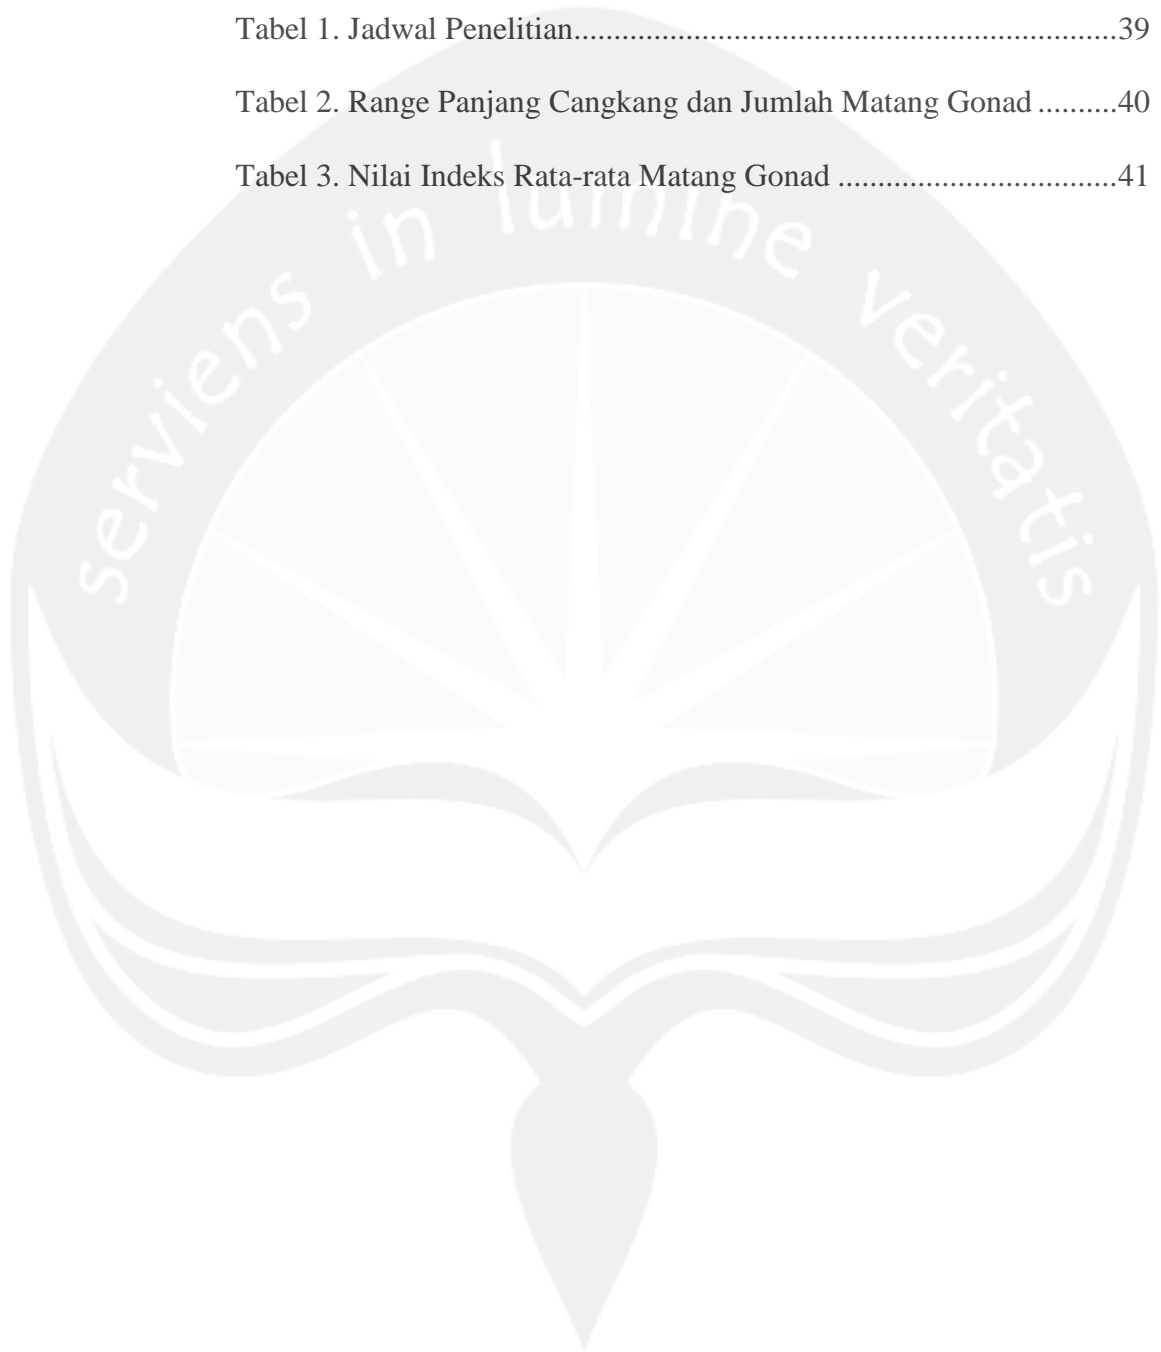 Tabel 1. Jadwal Penelitian....................................................................39
Tabel 2. Range Panjang Cangkang dan Jumlah Matang Gonad ..........40
Tabel 3. Nilai Indeks Rata-rata Matang Gonad ...................................41
serviens in lumine veritatis